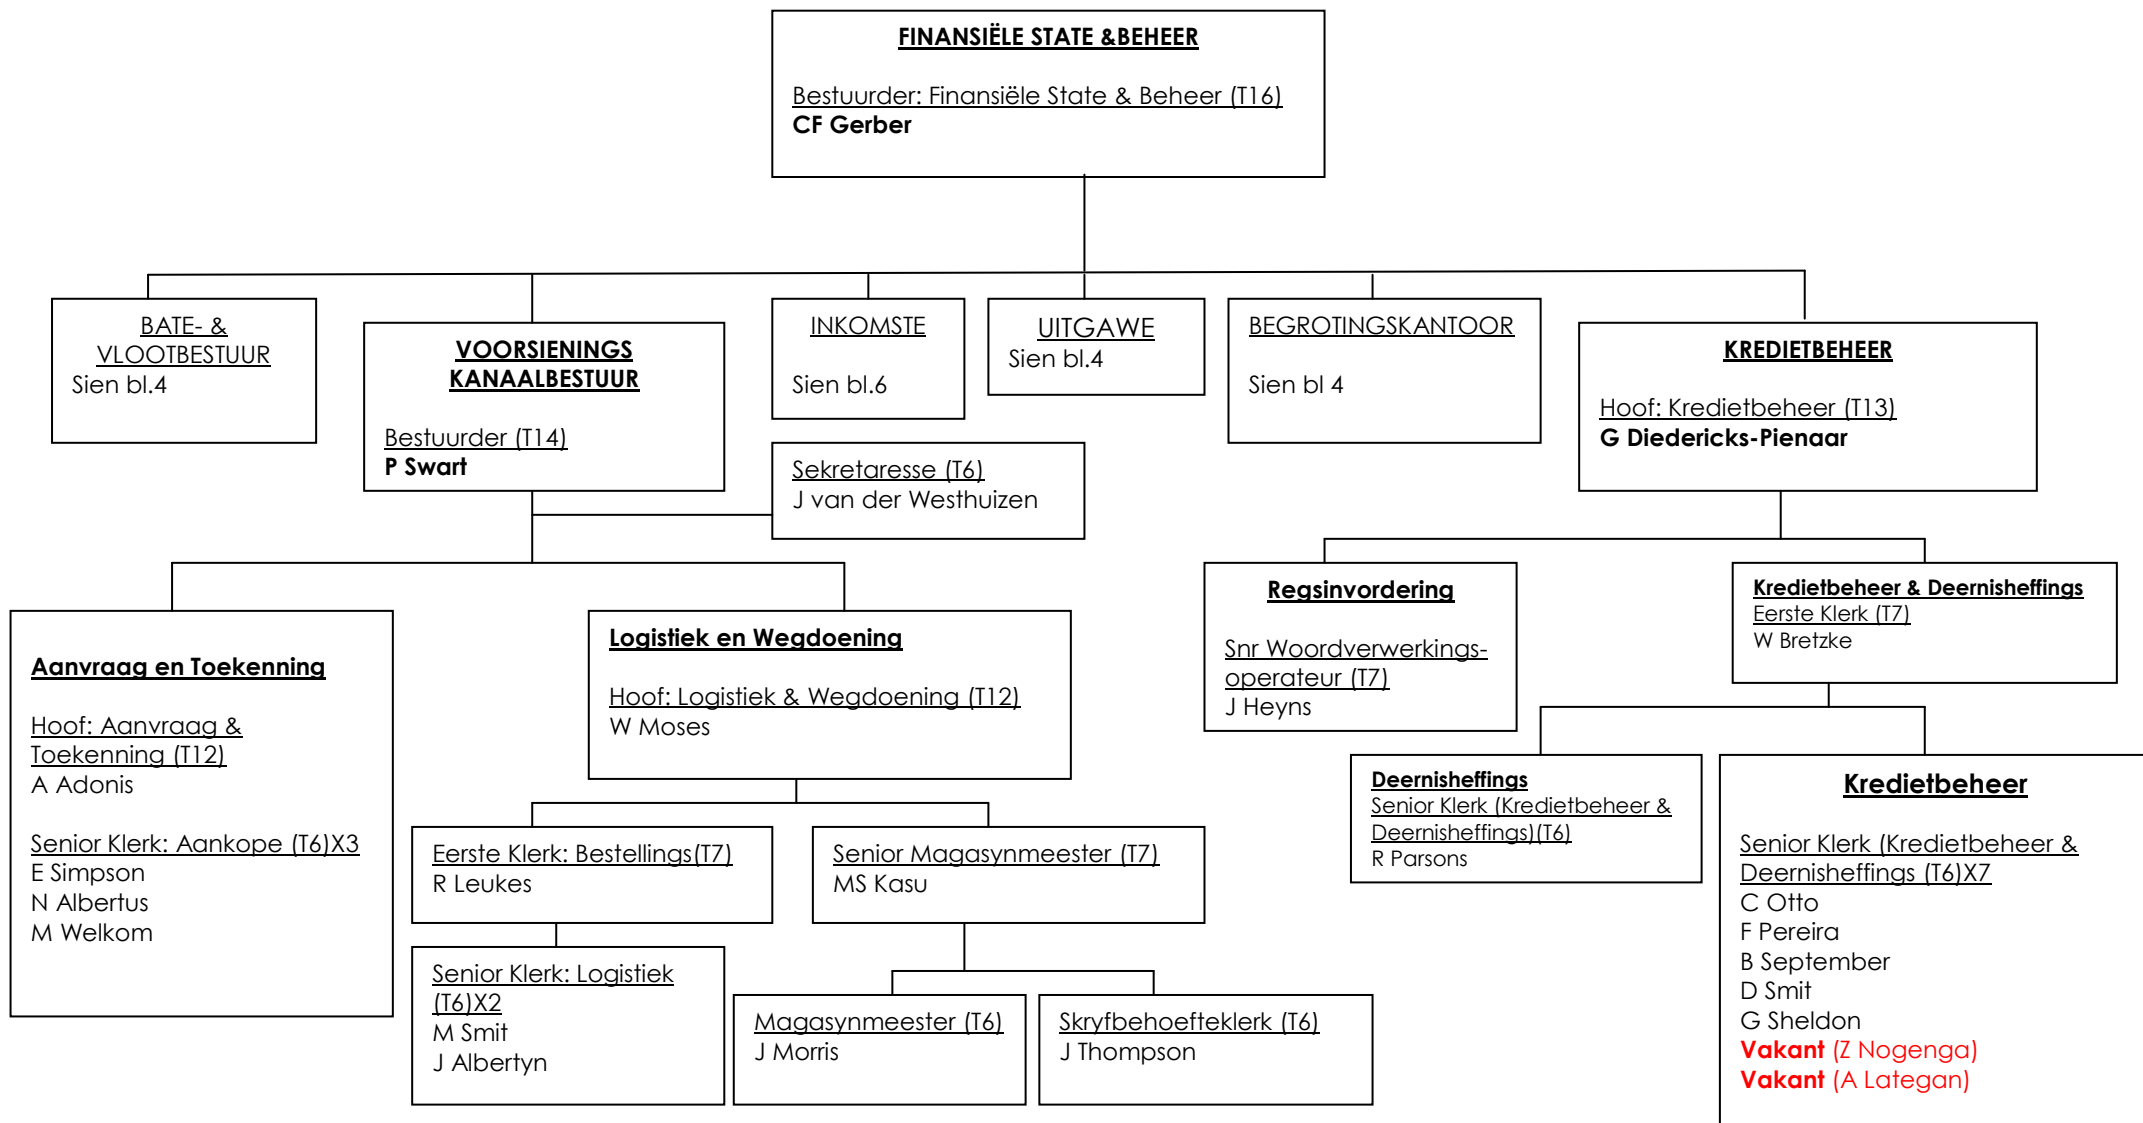 FINANSIËLE STATE &BEHEER
Bestuurder: Finansiële State & Beheer (T16)
CF Gerber
BATE- &
VLOOTBESTUUR
Sien bl.4
VOORSIENINGS
KANAALBESTUUR
Bestuurder (T14)
P Swart
INKOMSTE
Sien bl.6
UITGAWE
Sien bl.4
BEGROTINGSKANTOOR
Sien bl 4
KREDIETBEHEER
Hoof: Kredietbeheer (T13)
G Diedericks-Pienaar
Sekretaresse (T6)
J van der Westhuizen
Aanvraag en Toekenning
Hoof: Aanvraag &
Toekenning (T12)
A Adonis
Senior Klerk: Aankope (T6)X3
E Simpson
N Albertus
M Welkom
Logistiek en Wegdoening
Hoof: Logistiek & Wegdoening (T12)
W Moses
Eerste Klerk: Bestellings(T7)
R Leukes
Senior Klerk: Logistiek
(T6)X2
M Smit
J Albertyn
Senior Magasynmeester (T7)
MS Kasu
Magasynmeester (T6)
J Morris
Skryfbehoefteklerk (T6)
J Thompson
Regsinvordering
Snr Woordverwerkings-
operateur (T7)
J Heyns
Kredietbeheer & Deernisheffings
Eerste Klerk (T7)
W Bretzke
Deernisheffings
Senior Klerk (Kredietbeheer &
Deernisheffings)(T6)
R Parsons
Kredietbeheer
Senior Klerk (Kredietbeheer &
Deernisheffings (T6)X7
C Otto
F Pereira
B September
D Smit
G Sheldon
Vakant (Z Nogenga)
Vakant (A Lategan)